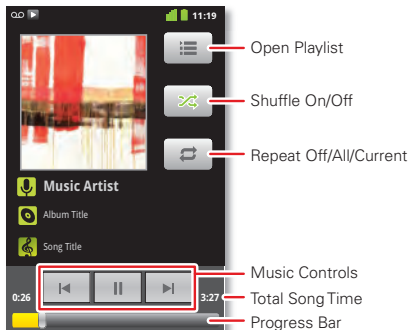 11:19
Open Playlist
Shuffle On/Off
Repeat Off/All/Current
Music Artist
Album Title
Song Title
Music Controls
0:26
3:27
Total Song Time
Progress Bar